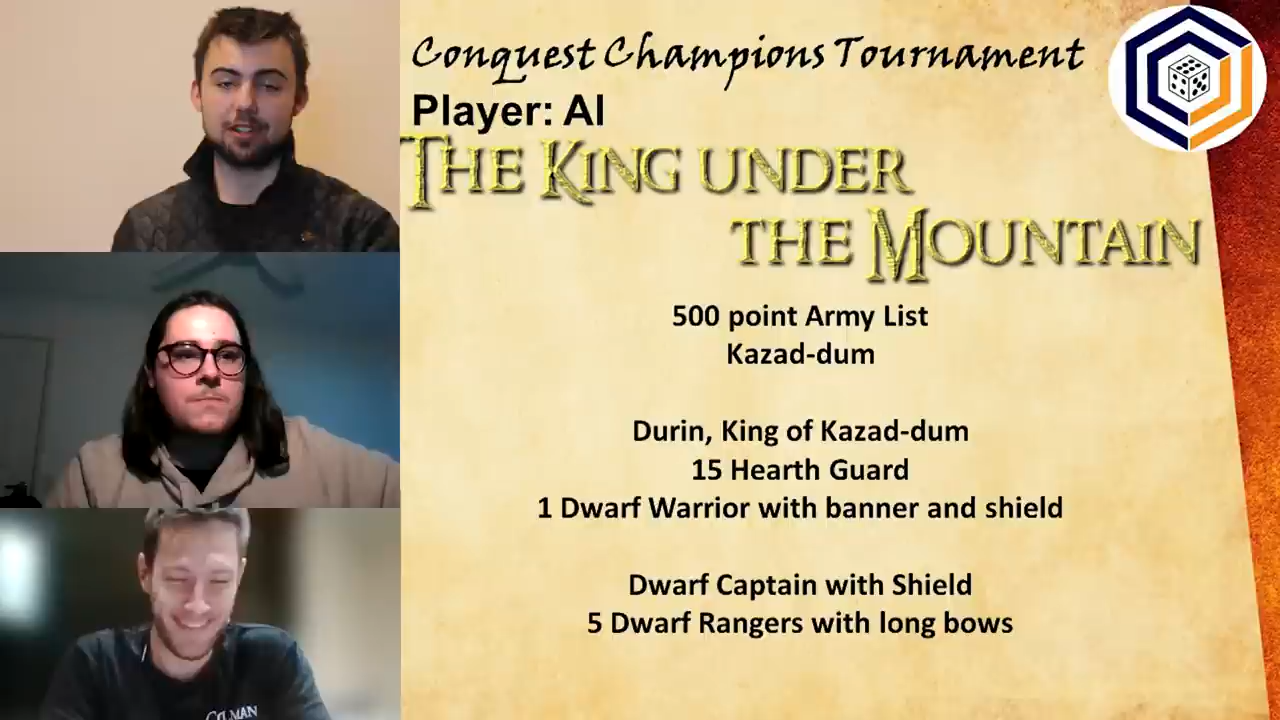 Conquest Champions Tournament
Player: Al
The King under
the Mountain
500 point Army List
Kazad-dum
Durin, King of Kazad-dum
15 Hearth Guard
1 Dwarf Warrior with banner and shield
Dwarf Captain with Shield
5 Dwarf Rangers with long bows